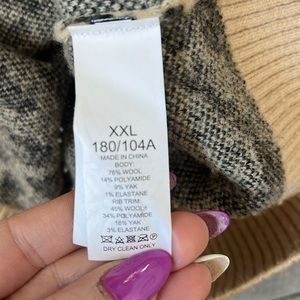 XXL
180/104A
MADE IN CHINA
BODY:
76% WOOL
14% POLYAMIDE
9% YAK
1% ELASTANE
RIB TRIM:
45% WOOL
34% POLYAMIDE
18% YAK
3% ELASTANE
DRY CLEAN ONLY